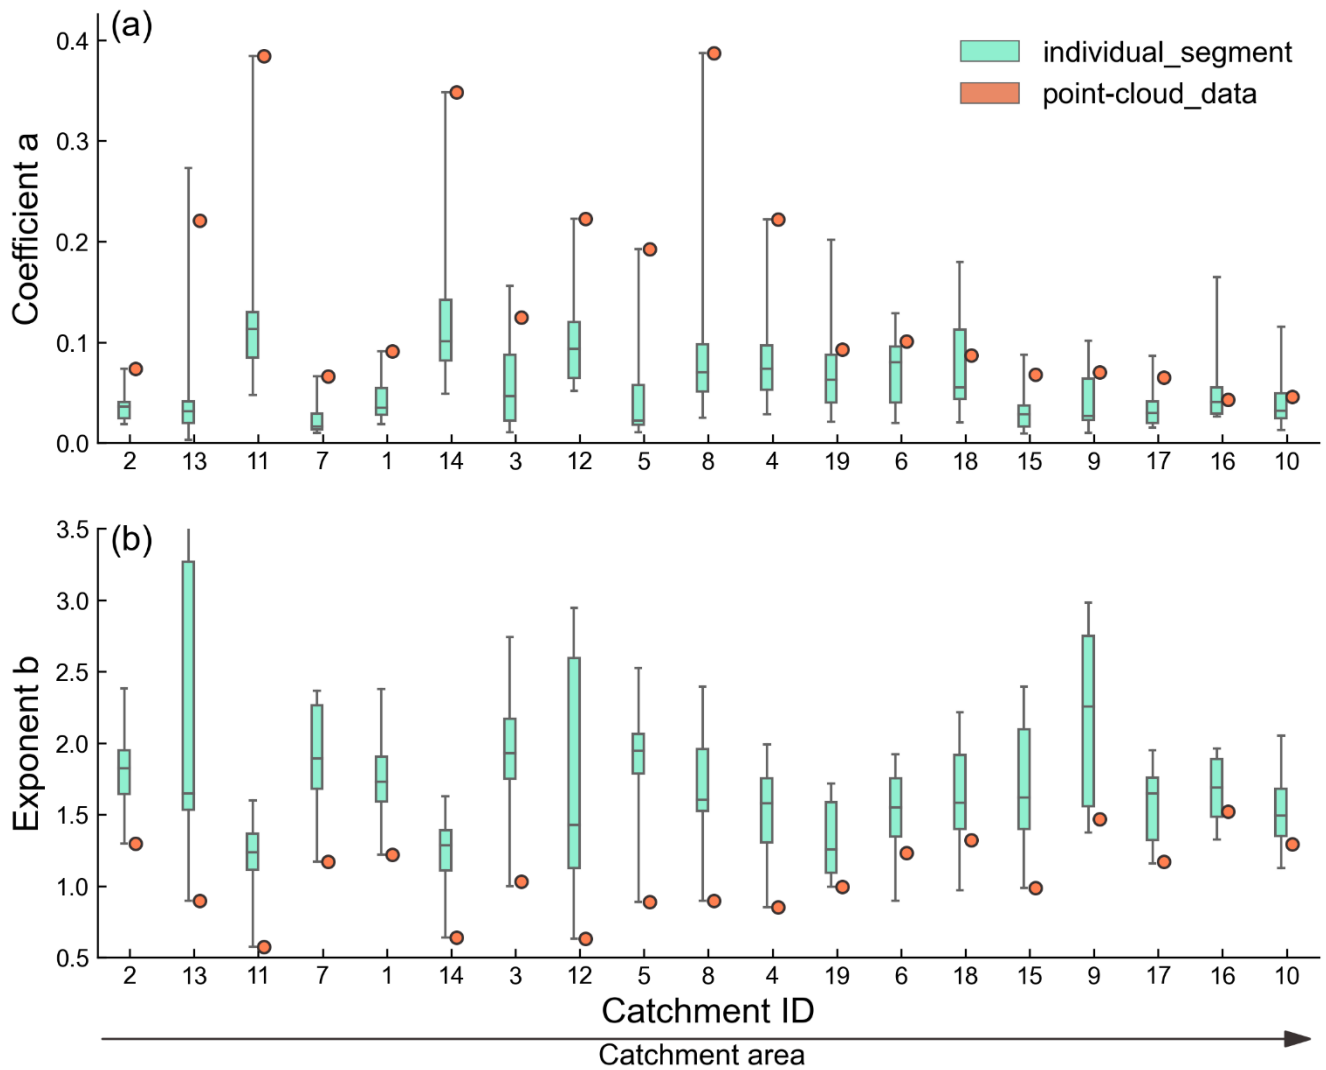 (a)
individual_segment
point-cloud_data
Coefficient a
0.4
0.3
0.2
0.1
0.0
2 13 11 7 1 14 3 12 5 8 4 19 6 18 15 9 17 16 10
(b)
Exponent b
3.5
3.0
2.5
2.0
1.5
1.0
0.5
2 13 11 7 1 14 3 12 5 8 4 19 6 18 15 9 17 16 10
Catchment ID
Catchment area